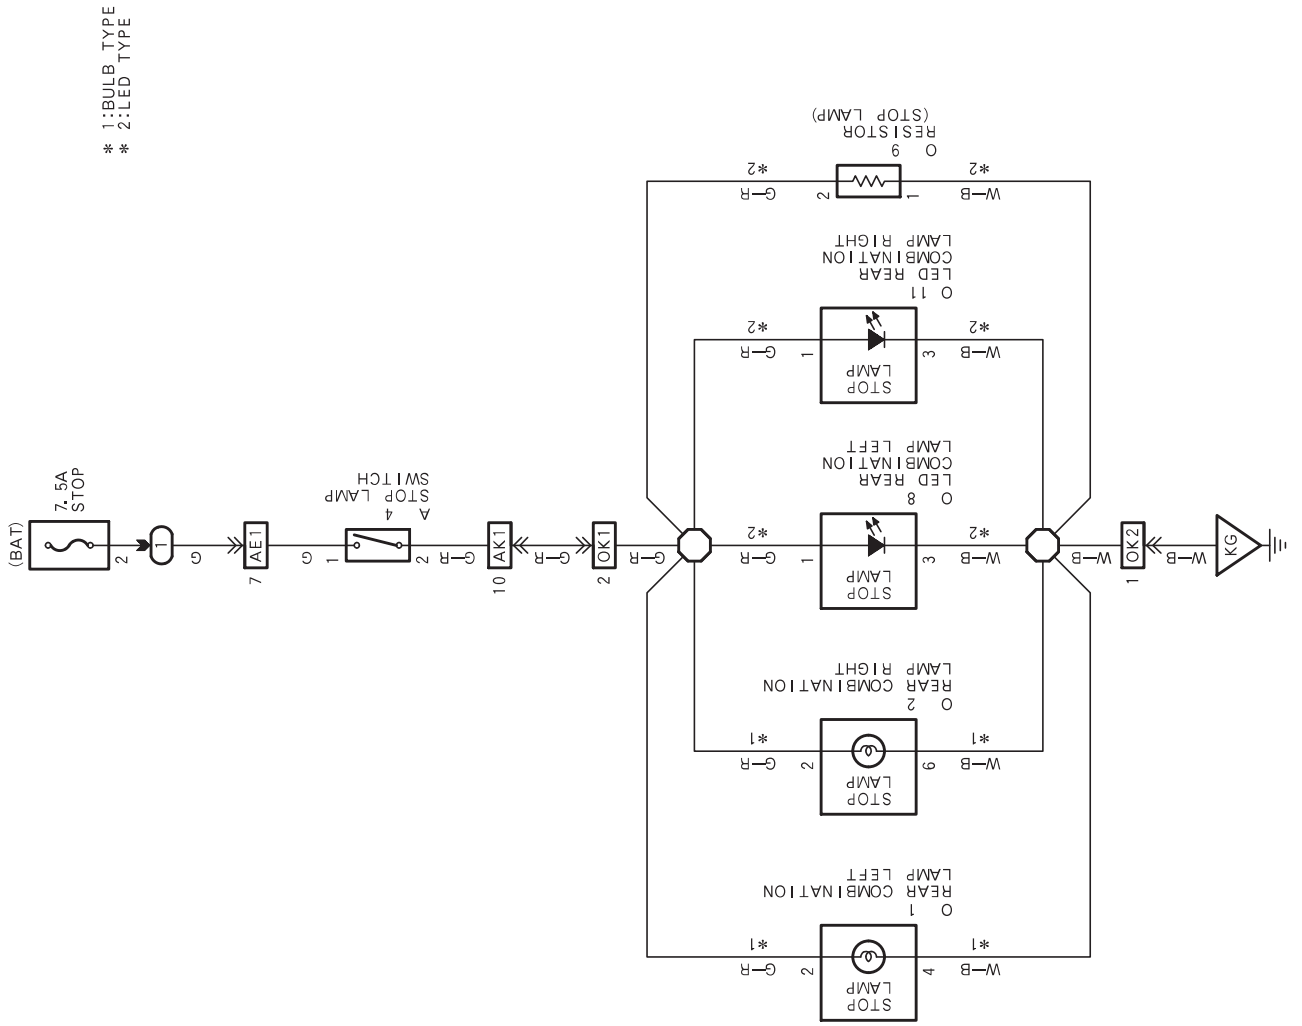 * 1:BULB TYPE
* 2:LED TYPE
(BAT)
7.5A
STOP
2
1
G
7
AE1
G
1
A 4
STOP LAMP
SWITCH
2
G-R
10
AK1
G-R
2
OK1
G-R
G-R
*2
2
O 9
RESISTOR
(STOP LAMP)
1
W-B
*2
G-R
*2
1
O 11
LED REAR
COMBINATION
LAMP RIGHT
STOP
LAMP
3
W-B
*2
G-R
*2
1
O 8
LED REAR
COMBINATION
LAMP LEFT
STOP
LAMP
3
W-B
*2
G-R
*1
2
O 2
REAR COMBINATION
LAMP RIGHT
STOP
LAMP
6
W-B
*1
G-R
*1
2
O 1
REAR COMBINATION
LAMP LEFT
STOP
LAMP
4
W-B
*1
W-B
1
OK2
W-B
KG